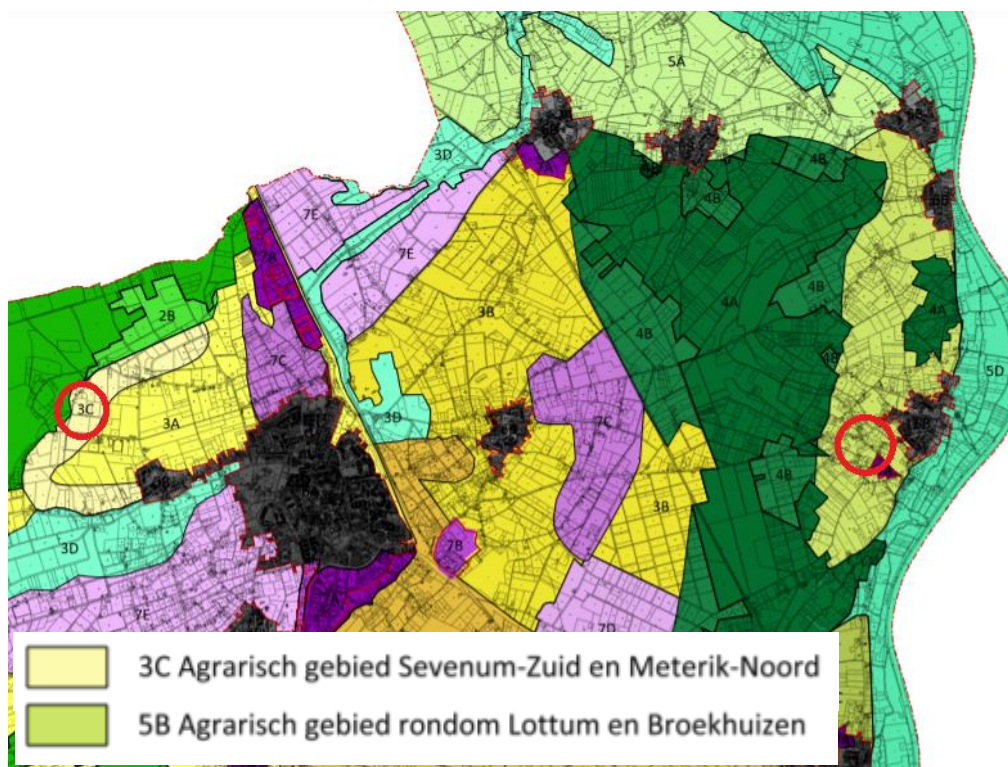 5A
3D
4B
4B
7E
7A
7E
4B
3B
4A
4A
2B
4B
7C
4B
5D
3C
3A
3D
7C
4B
3B
3D
7B
7E
7D
3C Agrarisch gebied Sevenum-Zuid en Meterik-Noord
5B Agrarisch gebied rondom Lottum en Broekhuizen